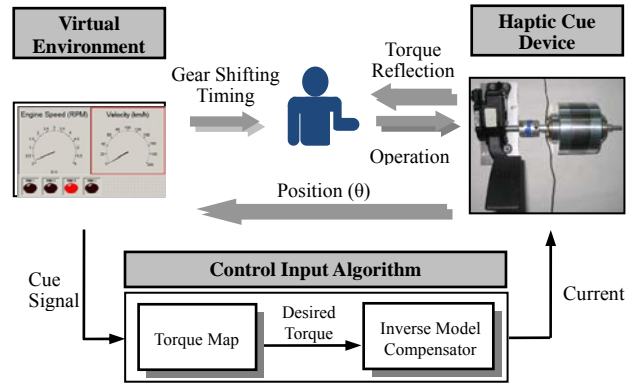 Virtual
Environment
Haptic Cue
Device
Gear Shifting
Timing
Torque
Reflection
Engine Speed (RPM)
Velocity (km/h)
Operation
Position (θ)
Control Input Algorithm
Cue
Signal
Torque Map
Desired
Torque
Inverse Model
Compensator
Current